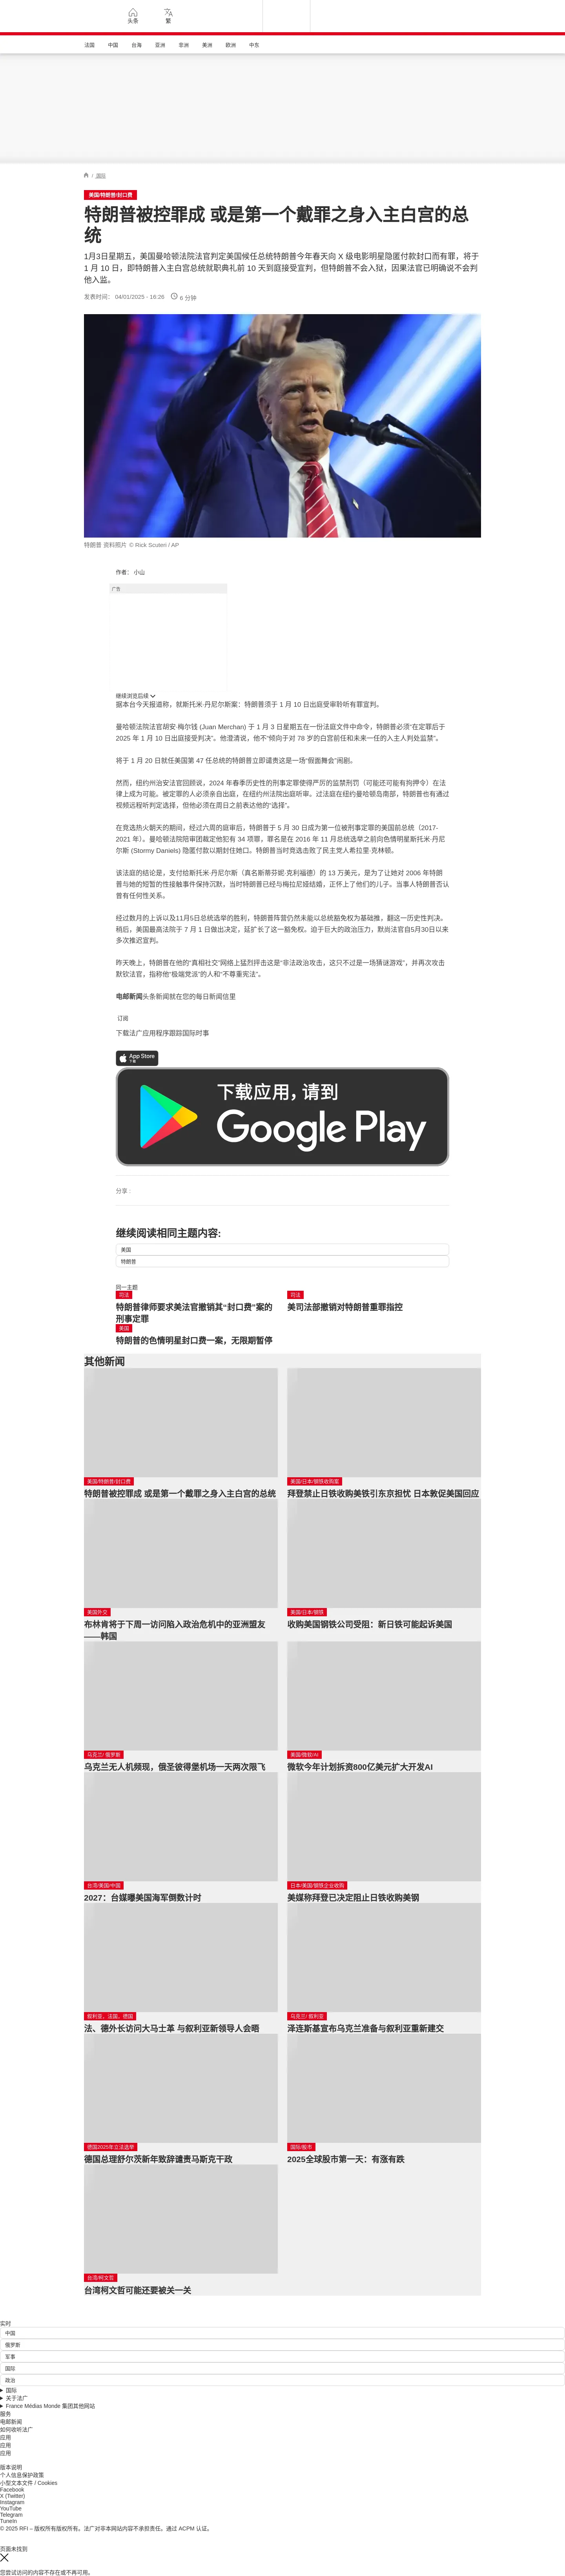 头条
繁
法国
中国
台海
亚洲
非洲
美洲
欧洲
中东
/ 国际
美国/特朗普/封口费
特朗普被控罪成 或是第一个戴罪之身入主白宫的总
统
1月3日星期五，美国曼哈顿法院法官判定美国候任总统特朗普今年春天向 X 级电影明星隐匿付款封口而有罪，将于
1 月 10 日，即特朗普入主白宫总统就职典礼前 10 天到庭接受宣判，但特朗普不会入狱，因果法官已明确说不会判
他入监。
发表时间： 04/01/2025 - 16:26
6 分钟
特朗普 资料照片 © Rick Scuteri / AP
作者： 小山
广告
继续浏览后续
据本台今天报道称，就斯托米·丹尼尔斯案：特朗普须于 1 月 10 日出庭受审聆听有罪宣判。
曼哈顿法院法官胡安·梅尔钱 (Juan Merchan) 于 1 月 3 日星期五在一份法庭文件中命令，特朗普必须“在定罪后于
2025 年 1 月 10 日出庭接受判决”。他澄清说，他不“倾向于对 78 岁的白宫前任和未来一任的入主人判处监禁”。
将于 1 月 20 日就任美国第 47 任总统的特朗普立即谴责这是一场“假面舞会”闹剧。
然而，纽约州治安法官回顾说，2024 年春季历史性的刑事定罪使得严厉的监禁刑罚（可能还可能有拘押令）在法
律上成为可能。被定罪的人必须亲自出庭，在纽约州法院出庭听审。过法庭在纽约曼哈顿岛南部，特朗普也有通过
视频远程听判定选择，但他必须在周日之前表达他的“选择”。
在竞选热火朝天的期间，经过六周的庭审后，特朗普于 5 月 30 日成为第一位被刑事定罪的美国前总统（2017-
2021 年）。曼哈顿法院陪审团裁定他犯有 34 项罪，罪名是在 2016 年 11 月总统选举之前向色情明星斯托米·丹尼
尔斯 (Stormy Daniels) 隐匿付款以期封住她口。特朗普当时竞选击败了民主党人希拉里·克林顿。
该法庭的结论是，支付给斯托米·丹尼尔斯（真名斯蒂芬妮·克利福德）的 13 万美元，是为了让她对 2006 年特朗
普与她的短暂的性接触事件保持沉默，当时特朗普已经与梅拉尼娅结婚，正怀上了他们的儿子。当事人特朗普否认
曾有任何性关系。
经过数月的上诉以及11月5日总统选举的胜利，特朗普阵营仍然未能以总统豁免权为基础推，翻这一历史性判决。
稍后，美国最高法院于 7 月 1 日做出决定，延扩长了这一豁免权。迫于巨大的政治压力，默尚法官自5月30日以来
多次推迟宣判。
昨天晚上，特朗普在他的“真相社交”网络上猛烈抨击这是“非法政治攻击，这只不过是一场猜谜游戏”，并再次攻击
默钦法官，指称他“极端党派”的人和“不尊重宪法”。
电邮新闻头条新闻就在您的每日新闻信里
订阅
下载法广应用程序跟踪国际时事
App Store
下载
下载应用，请到
Google Play
分享 :
继续阅读相同主题内容:
美国
特朗普
同一主题
司法
特朗普律师要求美法官撤销其“封口费”案的
刑事定罪
司法
美司法部撤销对特朗普重罪指控
美国
特朗普的色情明星封口费一案，无限期暂停
其他新闻
美国/特朗普/封口费
特朗普被控罪成 或是第一个戴罪之身入主白宫的总统
美国/日本/钢铁收购案
拜登禁止日铁收购美铁引东京担忧 日本敦促美国回应
美国外交
布林肯将于下周一访问陷入政治危机中的亚洲盟友
——韩国
美国/日本/钢铁
收购美国钢铁公司受阻：新日铁可能起诉美国
乌克兰/ 俄罗斯
乌克兰无人机频现，俄圣彼得堡机场一天两次限飞
美国/微软/AI
微软今年计划拆资800亿美元扩大开发AI
台湾/美国/中国
2027：台媒曝美国海军倒数计时
日本/美国/钢铁企业收购
美媒称拜登已决定阻止日铁收购美钢
叙利亚、法国、德国
法、德外长访问大马士革 与叙利亚新领导人会晤
乌克兰/ 叙利亚
泽连斯基宣布乌克兰准备与叙利亚重新建交
德国2025年立法选举
德国总理舒尔茨新年致辞谴责马斯克干政
国际/股市
2025全球股市第一天：有涨有跌
台湾/柯文哲
台湾柯文哲可能还要被关一关
实时
中国
俄罗斯
军事
国际
政治
国际
关于法广
France Médias Monde 集团其他网站
服务
电邮新闻
如何收听法广
应用
应用
应用
版本说明
个人信息保护政策
小型文本文件 / Cookies
Facebook
X (Twitter)
Instagram
YouTube
Telegram
TuneIn
© 2025 RFI – 版权所有版权所有。法广对非本网站内容不承担责任。通过 ACPM 认证。
页面未找到
您尝试访问的内容不存在或不再可用。